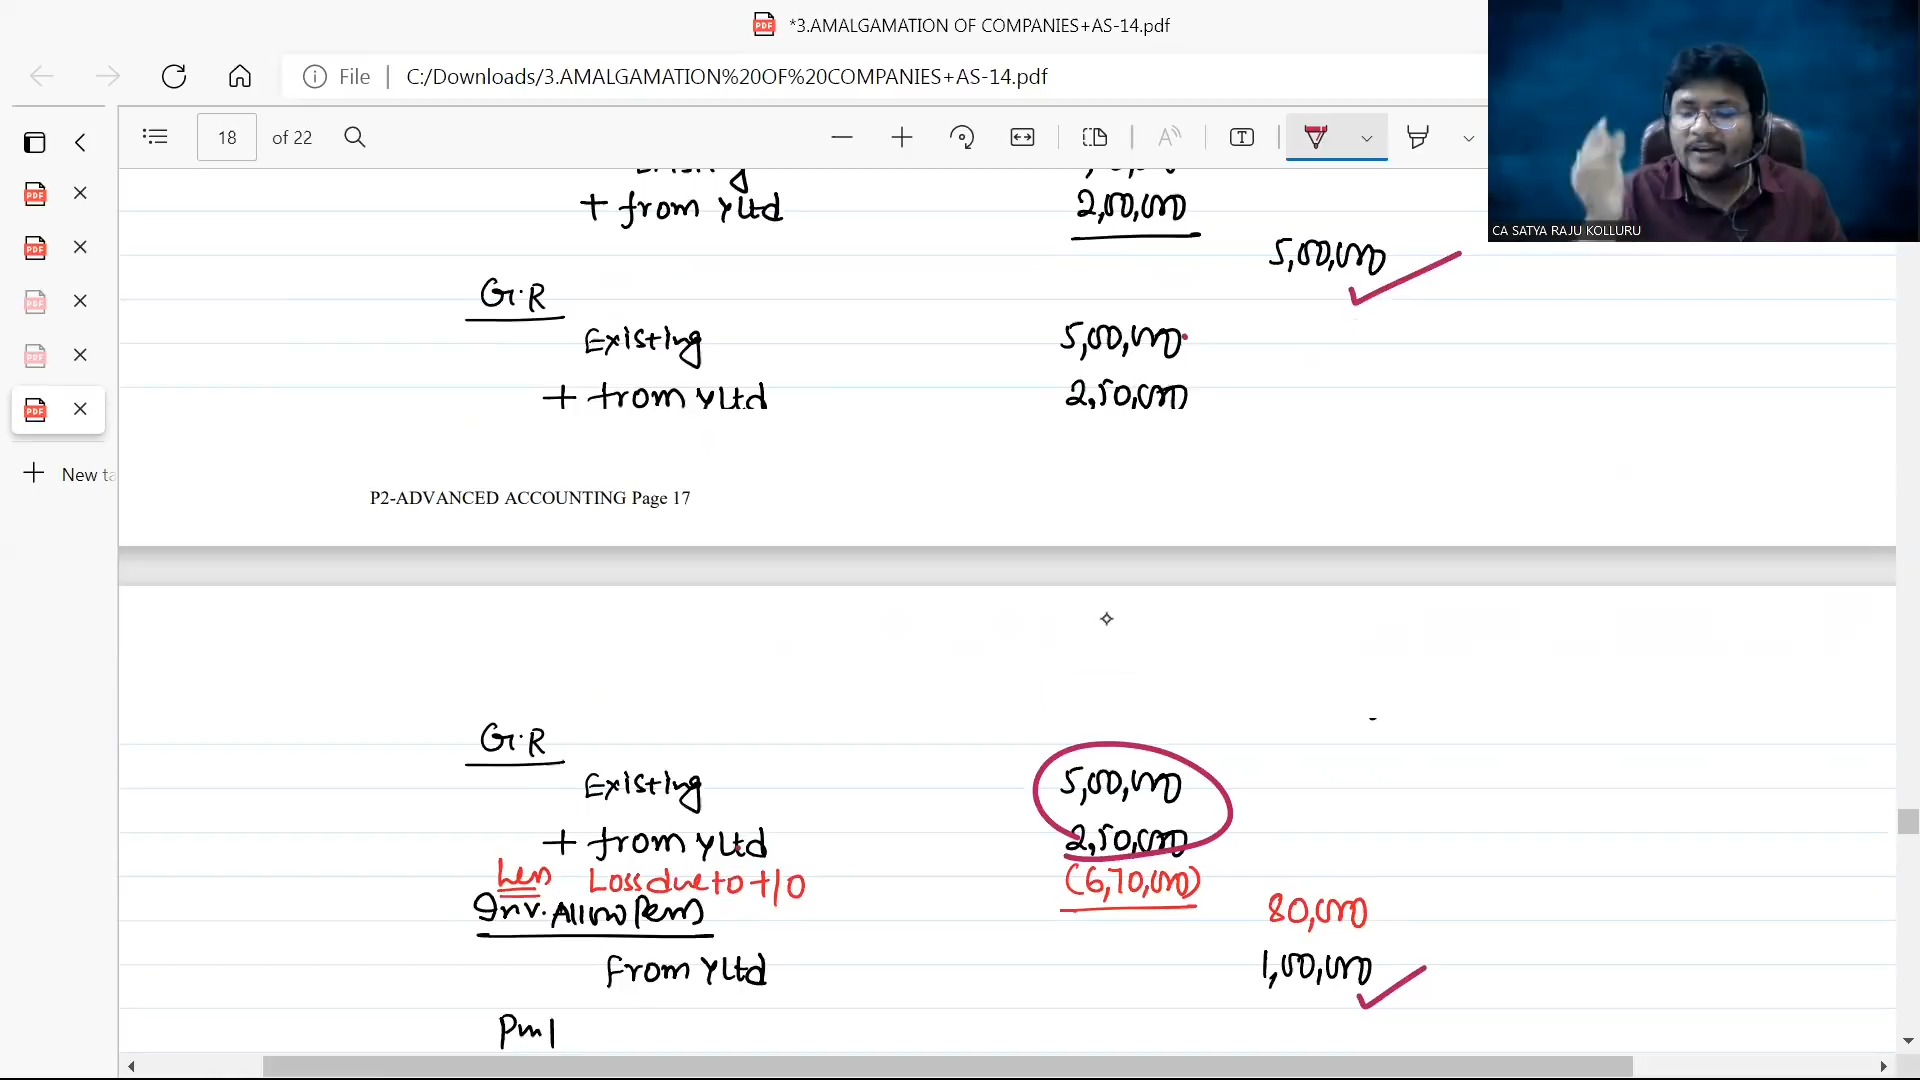 *3.AMALGAMATION OF COMPANIES+AS-14.pdf
File | C:/Downloads/3.AMALGAMATION%20OF%20COMPANIES+AS-14.pdf
18 of 22
CA SATYA RAJU KOLLURU
+ from YLtd 2,00,000
5,00,000
G.R
Existing 5,00,000
+ from YLtd 2,50,000
New ta
P2-ADVANCED ACCOUNTING Page 17
G.R
Existing 5,00,000
+ from YLtd 2,50,000
Less Loss due to T/O (6,70,000)
80,000
Inv. Allow Res
From YLtd 1,00,000